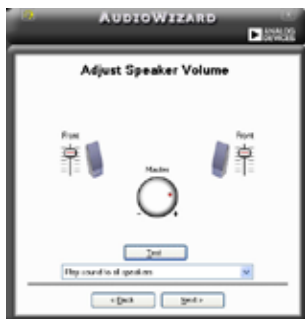 AudioWizard
ANALOG
DEVICES
Adjust Speaker Volume
Front
Front
Master
- +
Test
Play sound to all speakers
< Back
Next >